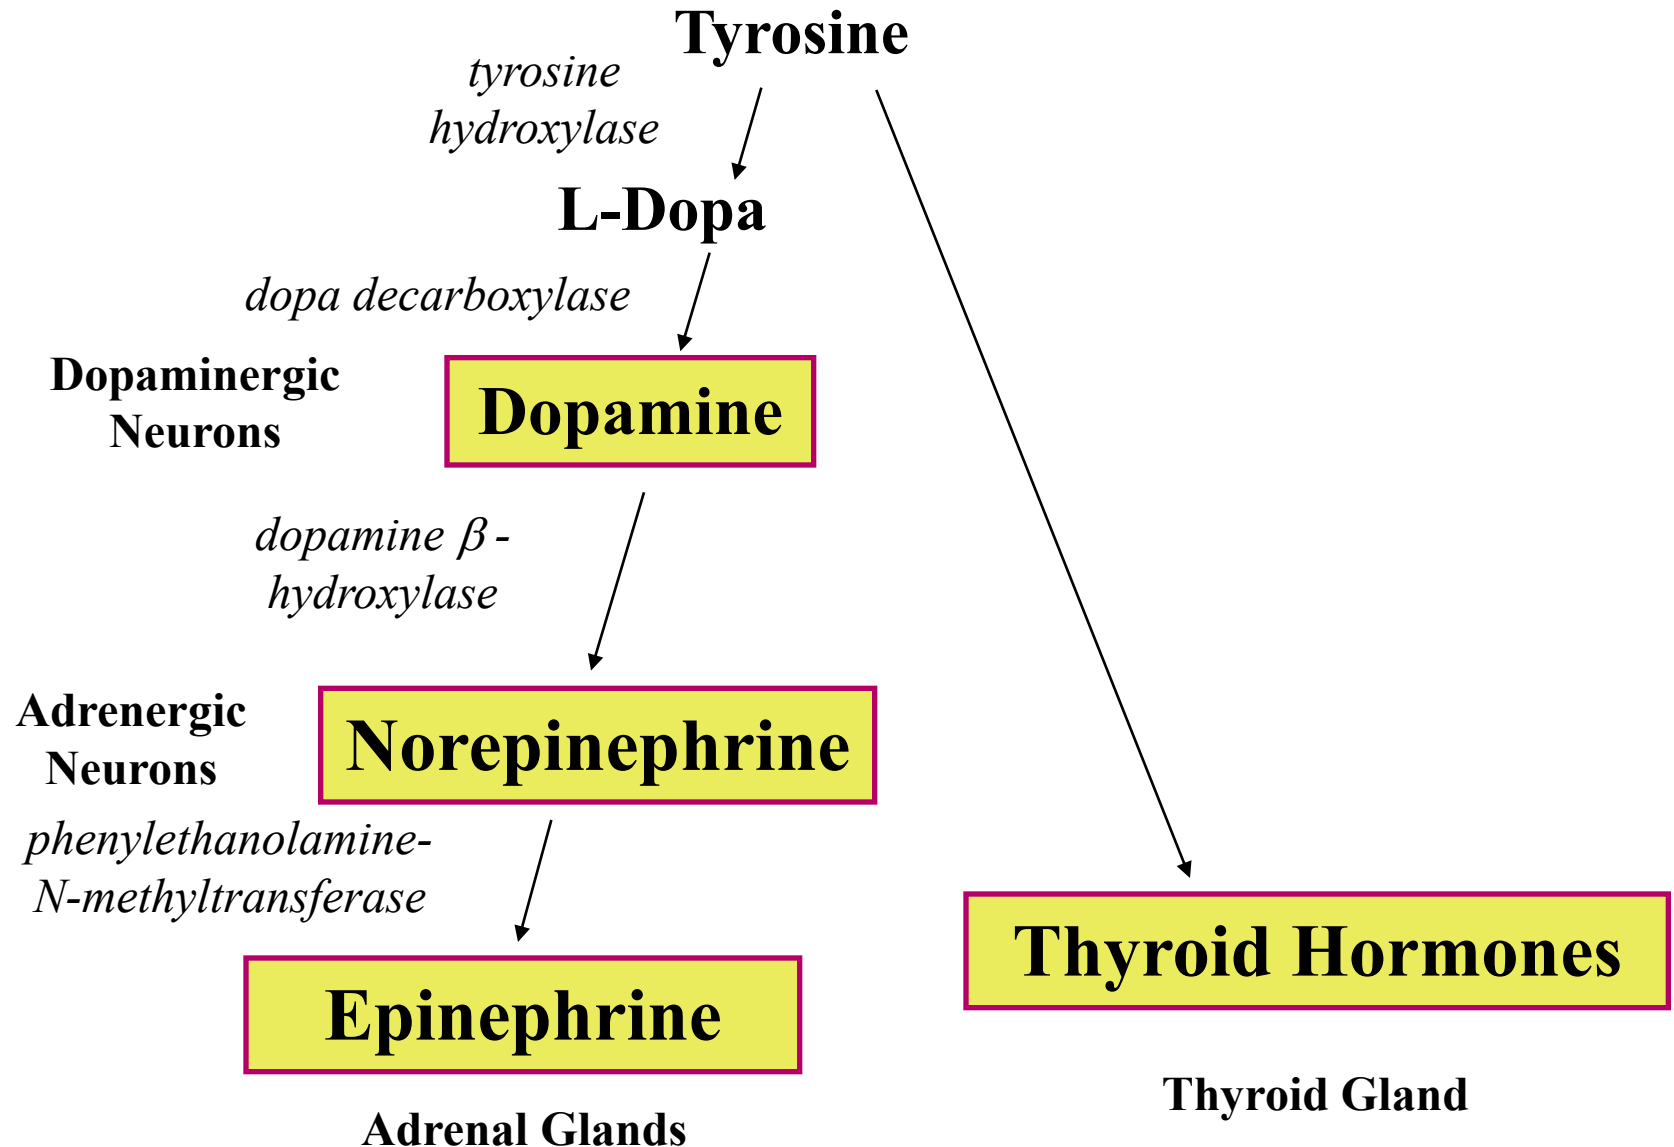 Tyrosine
tyrosine
hydroxylase
L-Dopa
dopa decarboxylase
Dopaminergic
Neurons
Dopamine
dopamine β -
hydroxylase
Adrenergic
Neurons
Norepinephrine
phenylethanolamine-
N-methyltransferase
Epinephrine
Adrenal Glands
Thyroid Hormones
Thyroid Gland